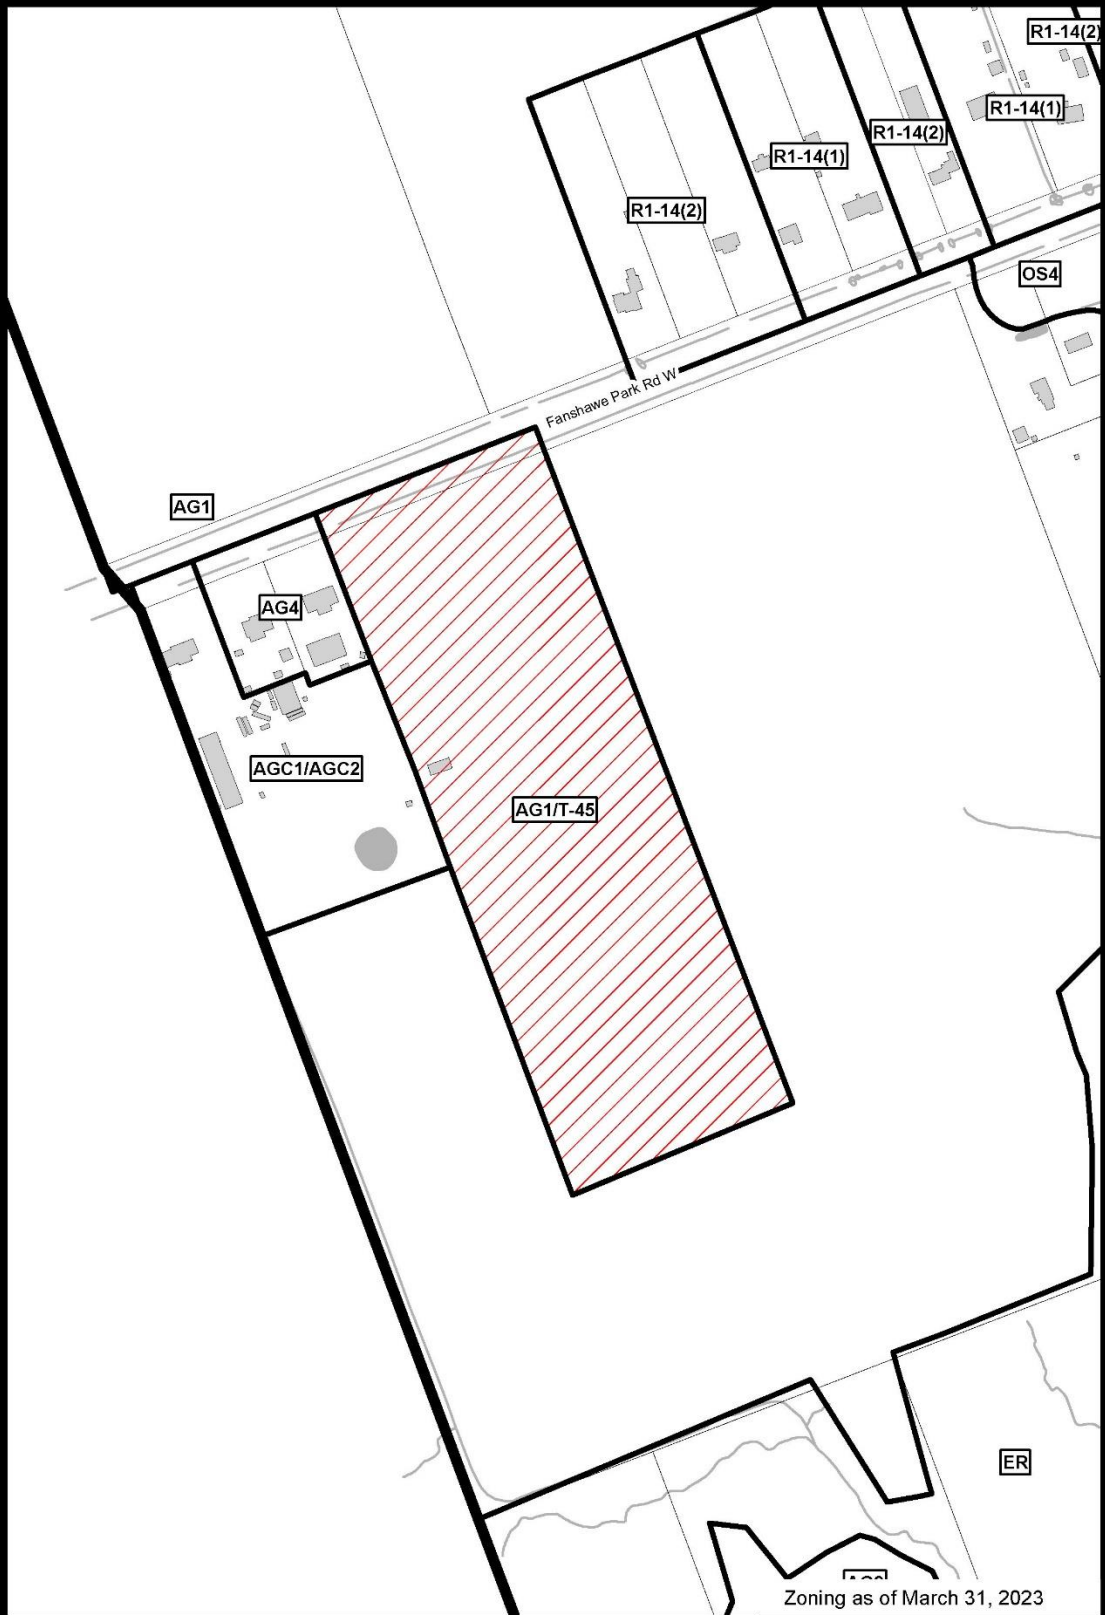 R1-14(2)
R1-14(1)
R1-14(2)
R1-14(1)
R1-14(2)
OS4
Fanshawe Park Rd W
AG1
AG4
AGC1/AGC2
AG1/T-45
ER
Zoning as of March 31, 2023